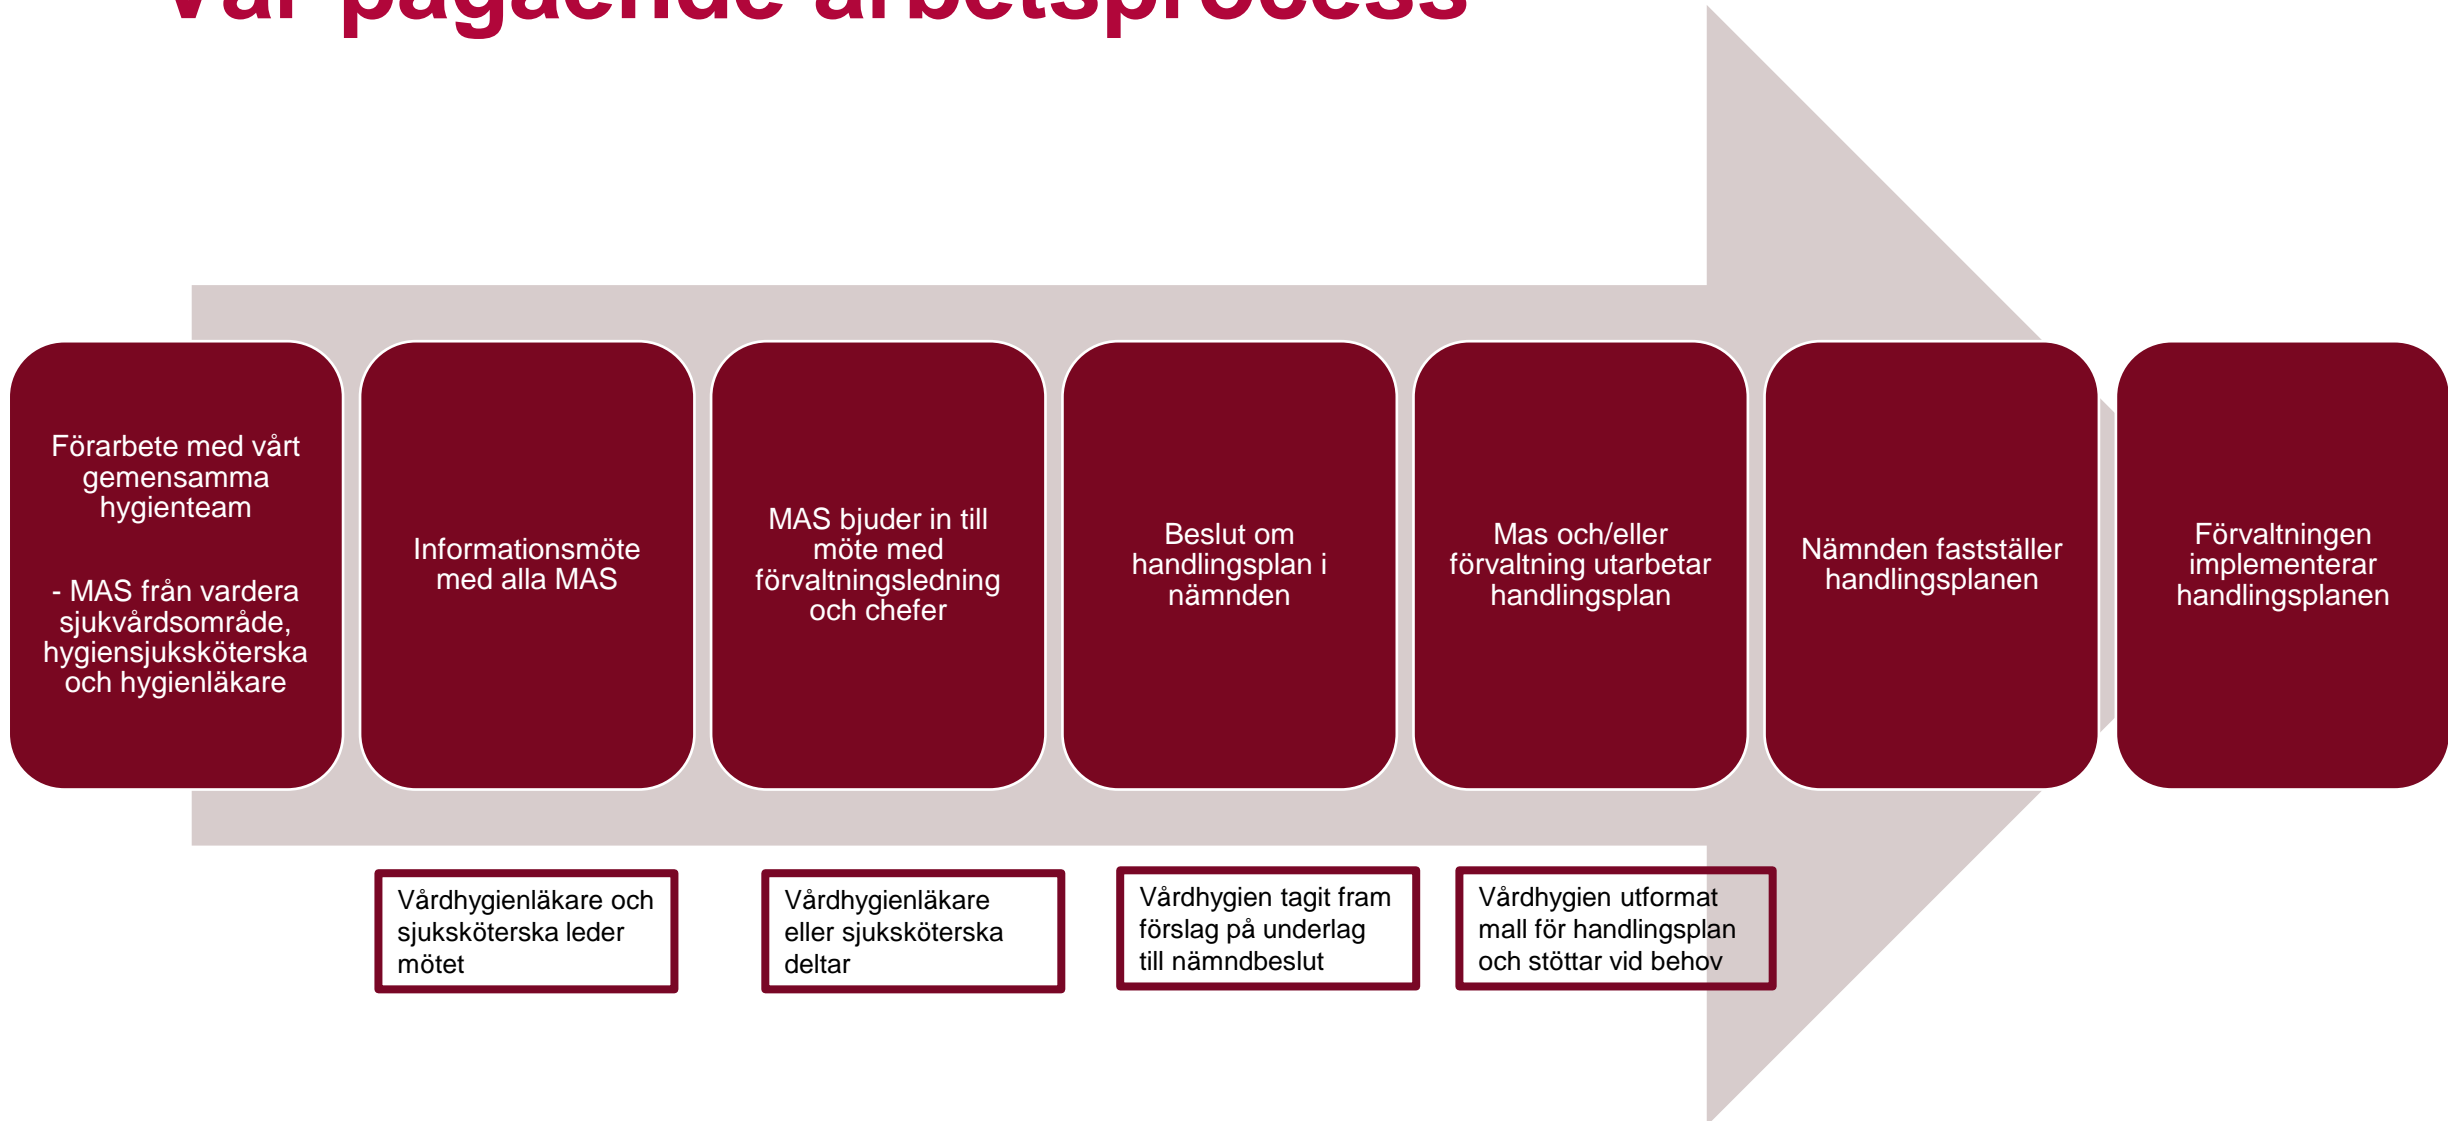 Vår pågående arbetsprocess
Förarbete med vårt
gemensamma
hygienteam
- MAS från vardera
sjukvårdsområde,
hygiensjuksköterska
och hygienläkare
Informationsmöte
med alla MAS
MAS bjuder in till
möte med
förvaltningsledning
och chefer
Beslut om
handlingsplan i
nämnden
Mas och/eller
förvaltning utarbetar
handlingsplan
Nämnden fastställer
handlingsplanen
Förvaltningen
implementerar
handlingsplanen
Vårdhygienläkare och
sjuksköterska leder
mötet
Vårdhygienläkare
eller sjuksköterska
deltar
Vårdhygien tagit fram
förslag på underlag
till nämndbeslut
Vårdhygien utformat
mall för handlingsplan
och stöttar vid behov